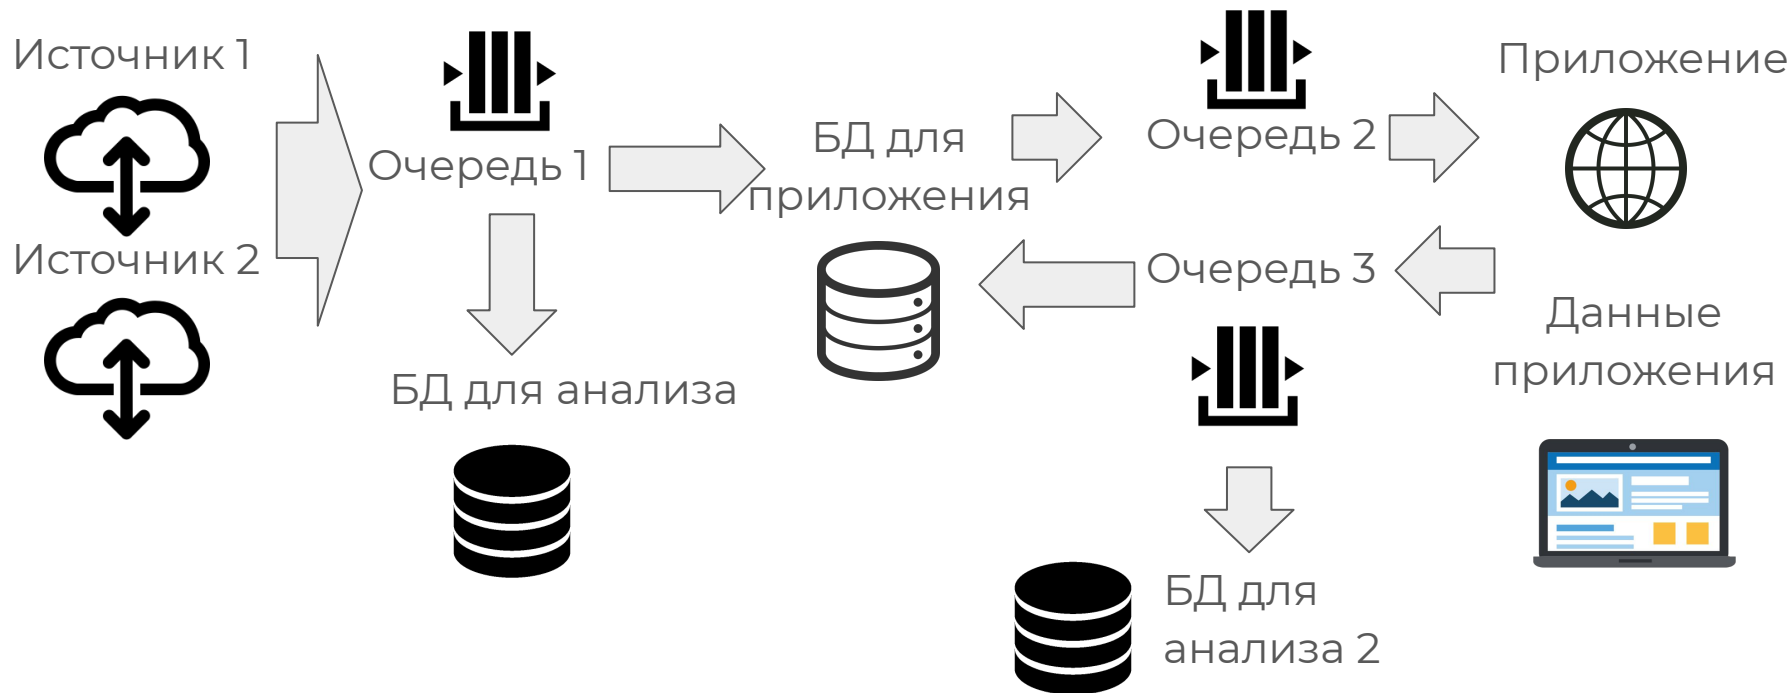 Источник 1
Очередь 1
Источник 2
БД для анализа
БД для
приложения
Очередь 2
Приложение
Очередь 3
Данные
приложения
БД для
анализа 2